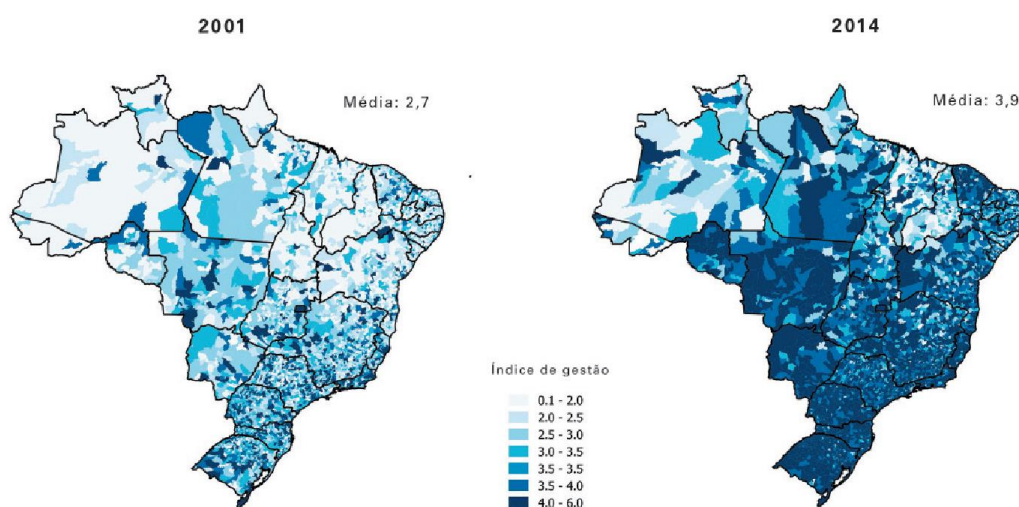 2001
2014
Média: 2,7
Média: 3,9
Índice de gestão
0.1 - 2.0
2.0 - 2.5
2.5 - 3.0
3.0 - 3.5
3.5 - 3.5
3.5 - 4.0
4.0 - 6.0